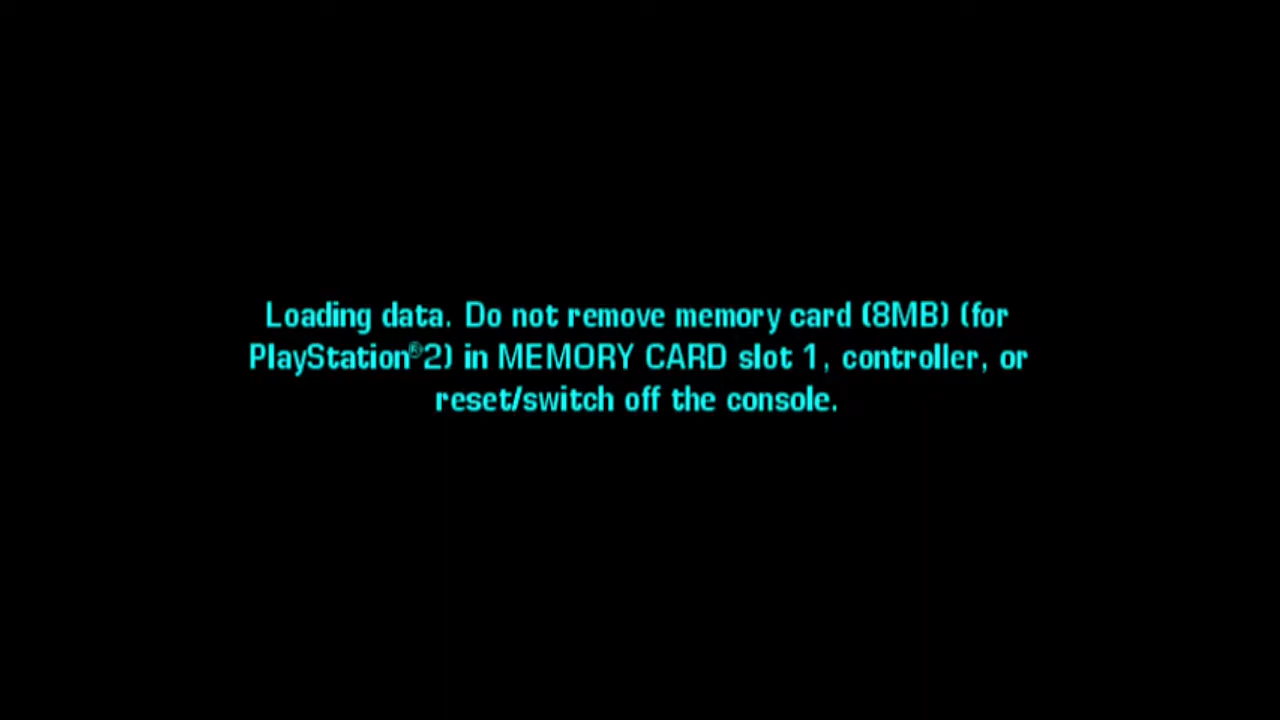 Loading data. Do not remove memory card (8MB) (for
PlayStation®2) in MEMORY CARD slot 1, controller, or
reset/switch off the console.